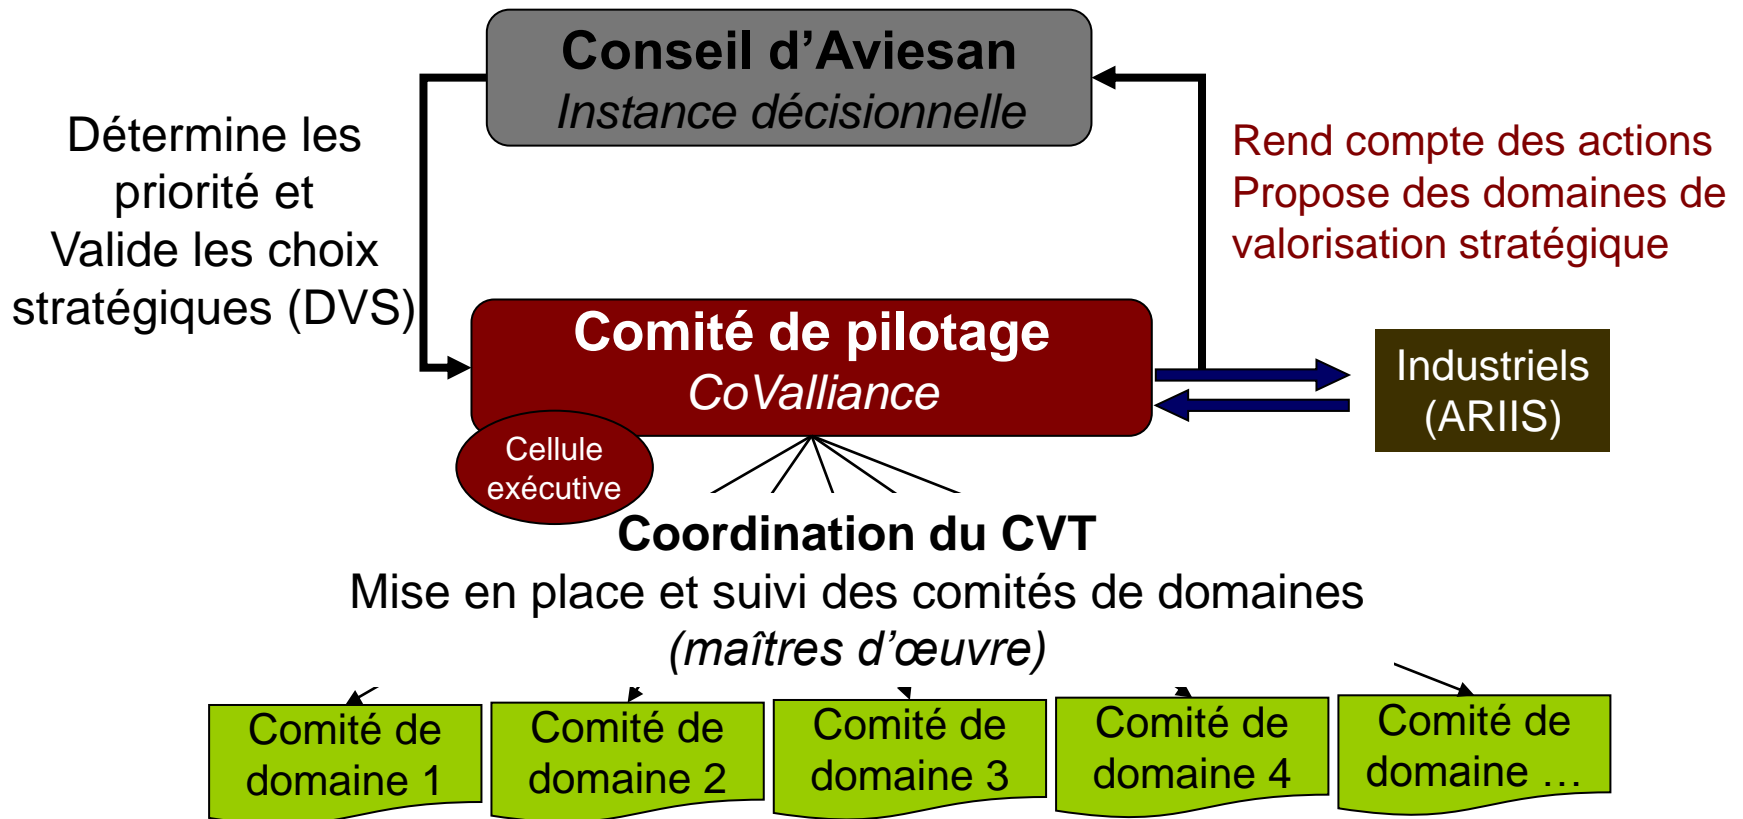 Conseil d’Aviesan
Instance décisionnelle
Détermine les
priorité et
Valide les choix
stratégiques (DVS)
Rend compte des actions
Propose des domaines de
valorisation stratégique
Comité de pilotage
CoValliance
Industriels
(ARIIS)
Cellule
exécutive
Coordination du CVT
Mise en place et suivi des comités de domaines
(maîtres d’œuvre)
Comité de
domaine 1
Comité de
domaine 2
Comité de
domaine 3
Comité de
domaine 4
Comité de
domaine …